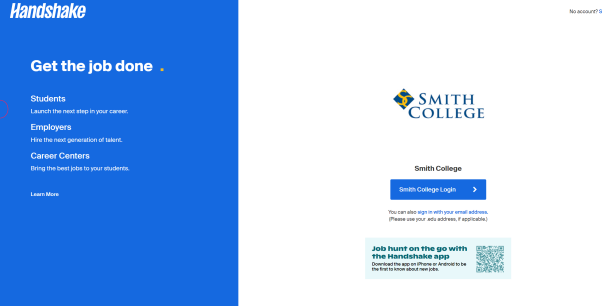 Handshake
No account? S
Get the job done .
Students
Launch the next step in your career.
Employers
Hire the next generation of talent.
Career Centers
Bring the best jobs to your students.
Learn More
SMITH
COLLEGE
Smith College
Smith College Login
You can also sign in with your email address.
(Please use your .edu address, if applicable.)
Job hunt on the go with
the Handshake app
Download the app on iPhone or Android to be
the first to know about new jobs.